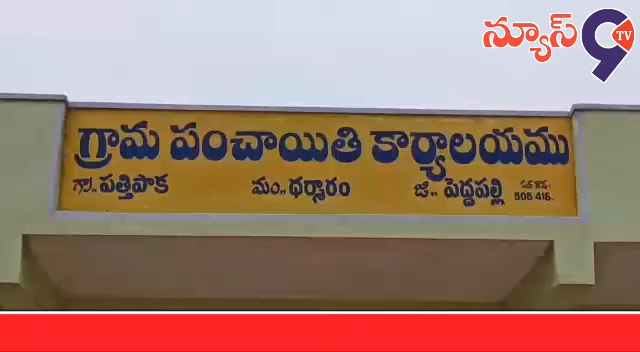 న్యూస్ 9 TV
గ్రామ పంచాయితి కార్యాలయము
గ్రా,, పత్తిపాక మం,, ధర్మారం జి,, పెద్దపల్లి పిన్ కోడ్ :
505 416.